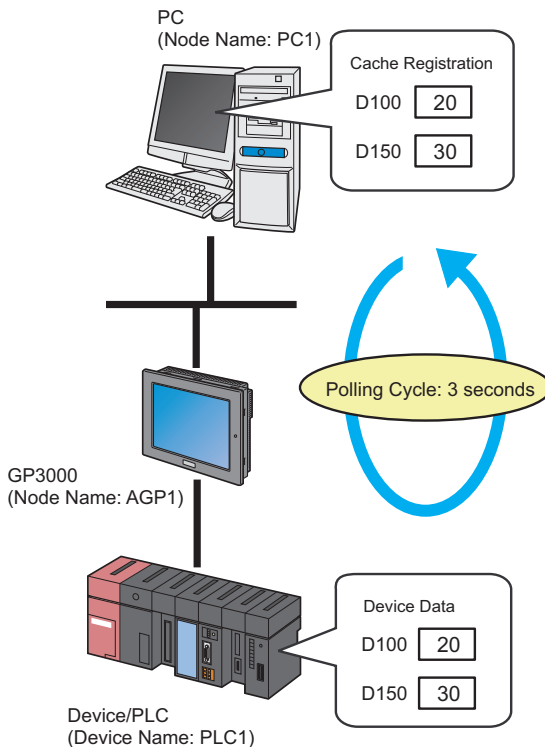 PC
(Node Name: PC1)
Cache Registration
D100 20
D150 30
Polling Cycle: 3 seconds
GP3000
(Node Name: AGP1)
Device Data
D100 20
D150 30
Device/PLC
(Device Name: PLC1)